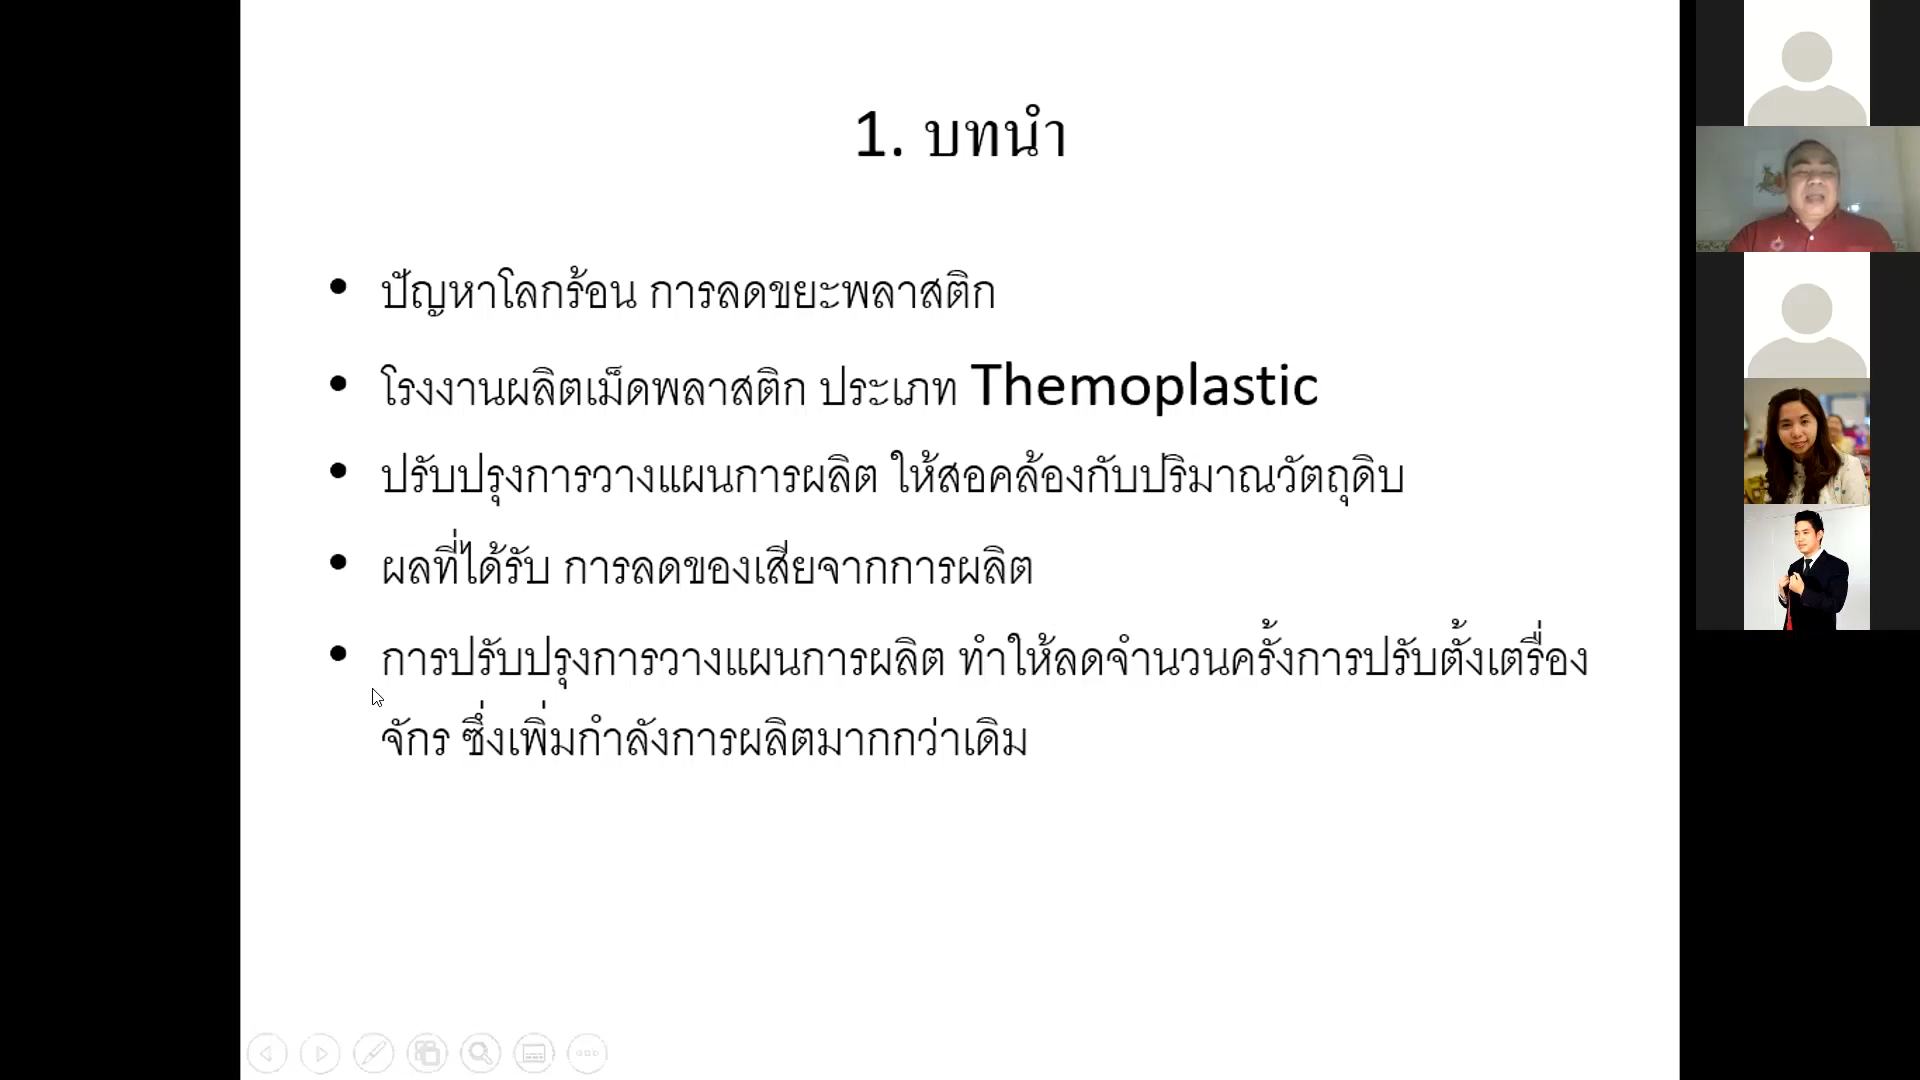 1. บทนำ
• ปัญหาโลกร้อน การลดขยะพลาสติก
• โรงงานผลิตเม็ดพลาสติก ประเภท Themoplastic
• ปรับปรุงการวางแผนการผลิต ให้สอคล้องกับปริมาณวัตถุดิบ
• ผลที่ได้รับ การลดของเสียจากการผลิต
• การปรับปรุงการวางแผนการผลิต ทำให้ลดจำนวนครั้งการปรับตั้งเตรื่อง
จักร ซึ่งเพิ่มกำลังการผลิตมากกว่าเดิม